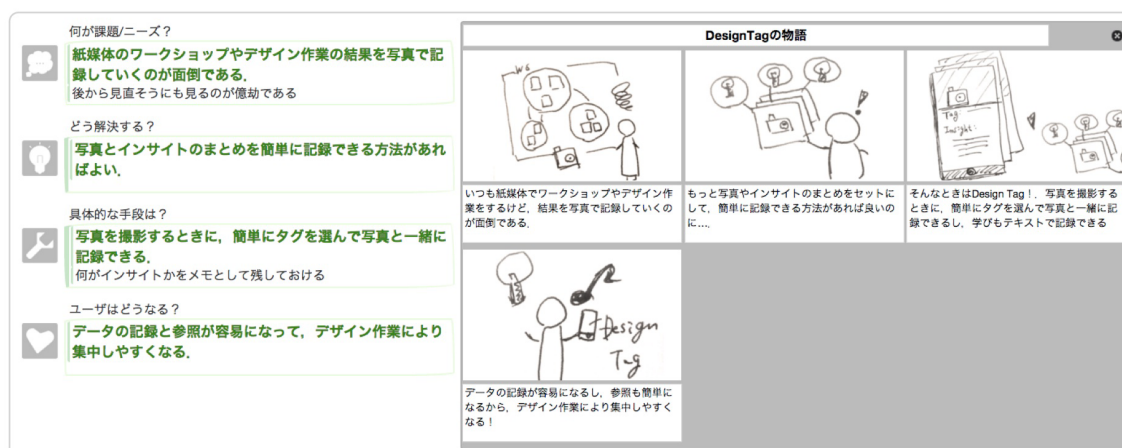 何が課題/ニーズ？
紙媒体のワークショップやデザイン作業の結果を写真で記
録していくのが面倒である．
後から見直そうにも見るのが億劫である
どう解決する？
写真とインサイトのまとめを簡単に記録できる方法があれ
ばよい．
具体的な手段は？
写真を撮影するときに，簡単にタグを選んで写真と一緒に
記録できる．
何がインサイトかをメモとして残しておける
ユーザはどうなる？
データの記録と参照が容易になって，デザイン作業により
集中しやすくなる．
DesignTagの物語
WS
いつも紙媒体でワークショップやデザイン作
業をするけど，結果を写真で記録していくの
が面倒である．
もっと写真やインサイトのまとめをセットに
して，簡単に記録できる方法があれば良いの
に…．
Tag:
Insight:
そんなときはDesign Tag！．写真を撮影する
ときに，簡単にタグを選んで写真と一緒に記
録できるし，学びもテキストで記録できる
Design
Tag
データの記録が容易になるし，参照も簡単に
なるから，デザイン作業により集中しやすく
なる！